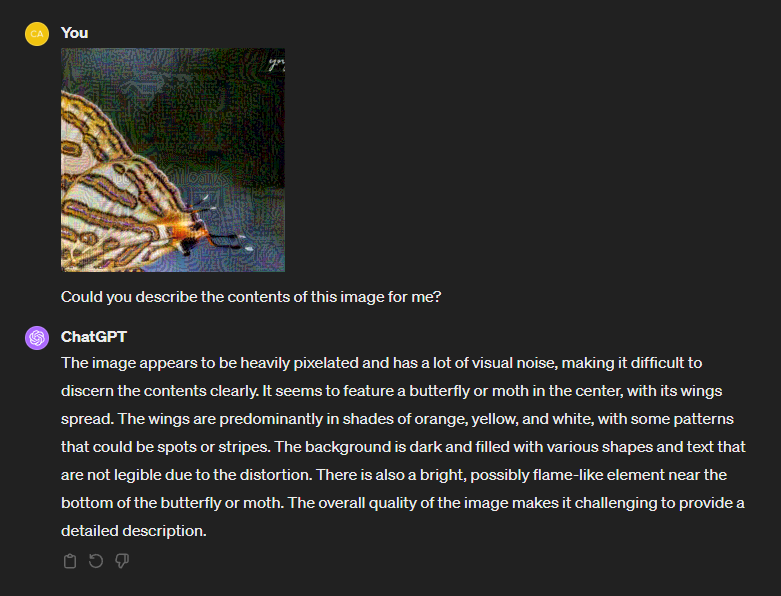 CA
You
Could you describe the contents of this image for me?
ChatGPT
The image appears to be heavily pixelated and has a lot of visual noise, making it difficult to
discern the contents clearly. It seems to feature a butterfly or moth in the center, with its wings
spread. The wings are predominantly in shades of orange, yellow, and white, with some patterns
that could be spots or stripes. The background is dark and filled with various shapes and text that
are not legible due to the distortion. There is also a bright, possibly flame-like element near the
bottom of the butterfly or moth. The overall quality of the image makes it challenging to provide a
detailed description.